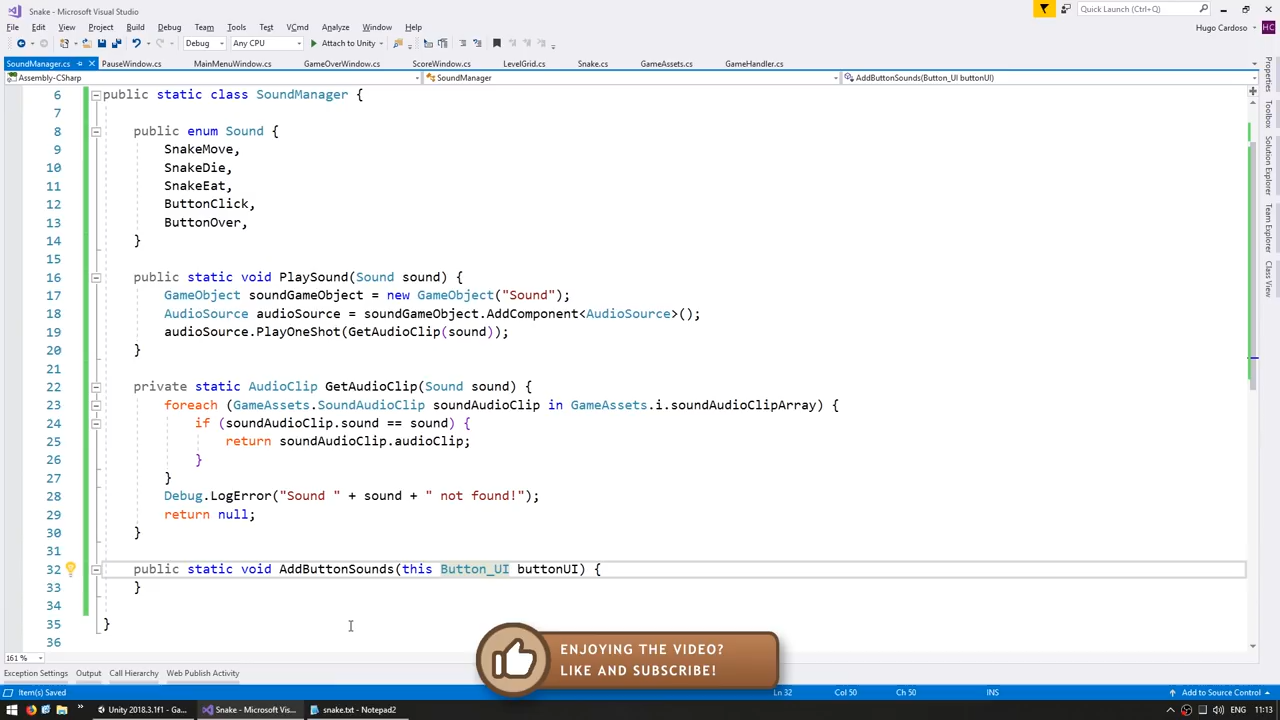 Snake - Microsoft Visual Studio
Quick Launch (Ctrl+Q)
File Edit View Project Build Debug Team Tools Test VCmd Analyze Window Help
Hugo Cardoso HC
Debug Any CPU Attach to Unity
SoundManager.cs PauseWindow.cs MainMenuWindow.cs GameOverWindow.cs ScoreWindow.cs LevelGrid.cs Snake.cs GameAssets.cs GameHandler.cs
Assembly-CSharp SoundManager AddButtonSounds(Button_UI buttonUI)
6 public static class SoundManager {
7
8 public enum Sound {
9 SnakeMove,
10 SnakeDie,
11 SnakeEat,
12 ButtonClick,
13 ButtonOver,
14 }
15
16 public static void PlaySound(Sound sound) {
17 GameObject soundGameObject = new GameObject("Sound");
18 AudioSource audioSource = soundGameObject.AddComponent<AudioSource>();
19 audioSource.PlayOneShot(GetAudioClip(sound));
20 }
21
22 private static AudioClip GetAudioClip(Sound sound) {
23 foreach (GameAssets.SoundAudioClip soundAudioClip in GameAssets.i.soundAudioClipArray) {
24 if (soundAudioClip.sound == sound) {
25 return soundAudioClip.audioClip;
26 }
27 }
28 Debug.LogError("Sound " + sound + " not found!");
29 return null;
30 }
31
32 public static void AddButtonSounds(this Button_UI buttonUI) {
33 }
34
35 }
36
Properties
Toolbox
Solution Explorer
Team Explorer
Class View
ENJOYING THE VIDEO?
LIKE AND SUBSCRIBE!
161 %
Exception Settings Output Call Hierarchy Web Publish Activity
Item(s) Saved Ln 32 Col 50 Ch 50 INS Add to Source Control
Unity 2018.3.1f1 - Ga... Snake - Microsoft Vis... snake.txt - Notepad2 ENG 11:13